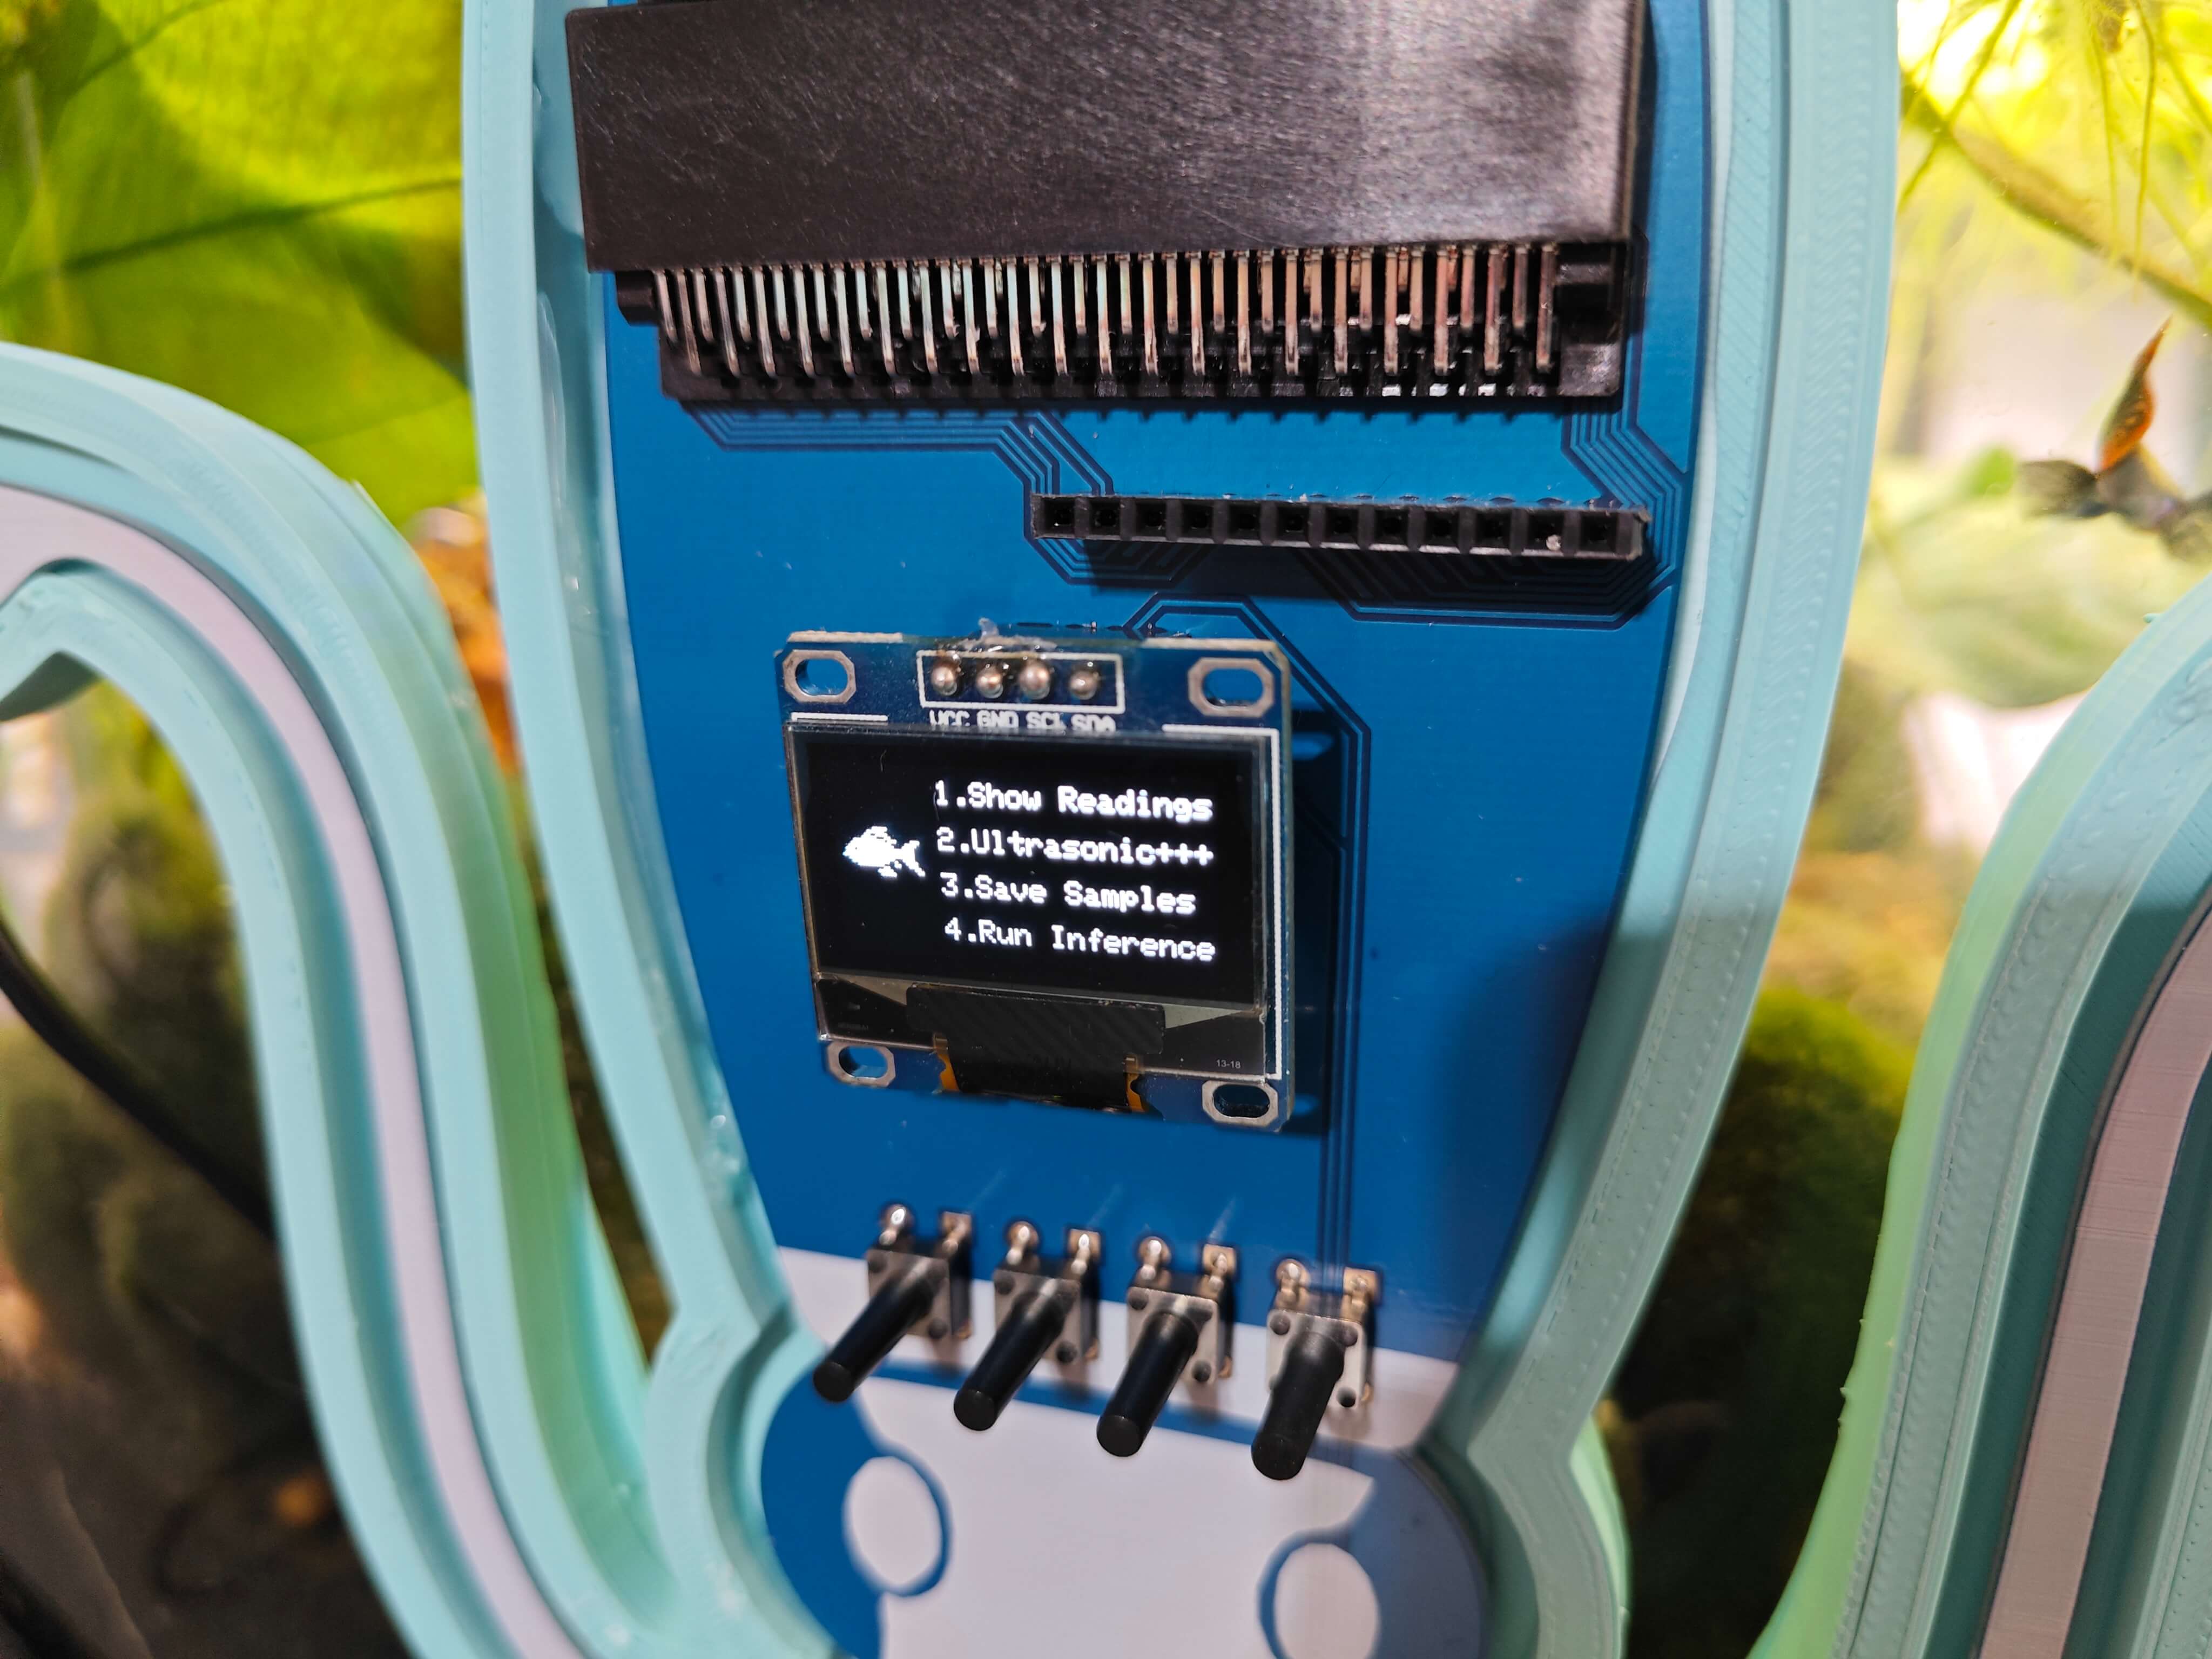 VCC GND SCL SDA
1.Show Readings
2.Ultrasonic+++
3.Save Samples
4.Run Inference
13-18